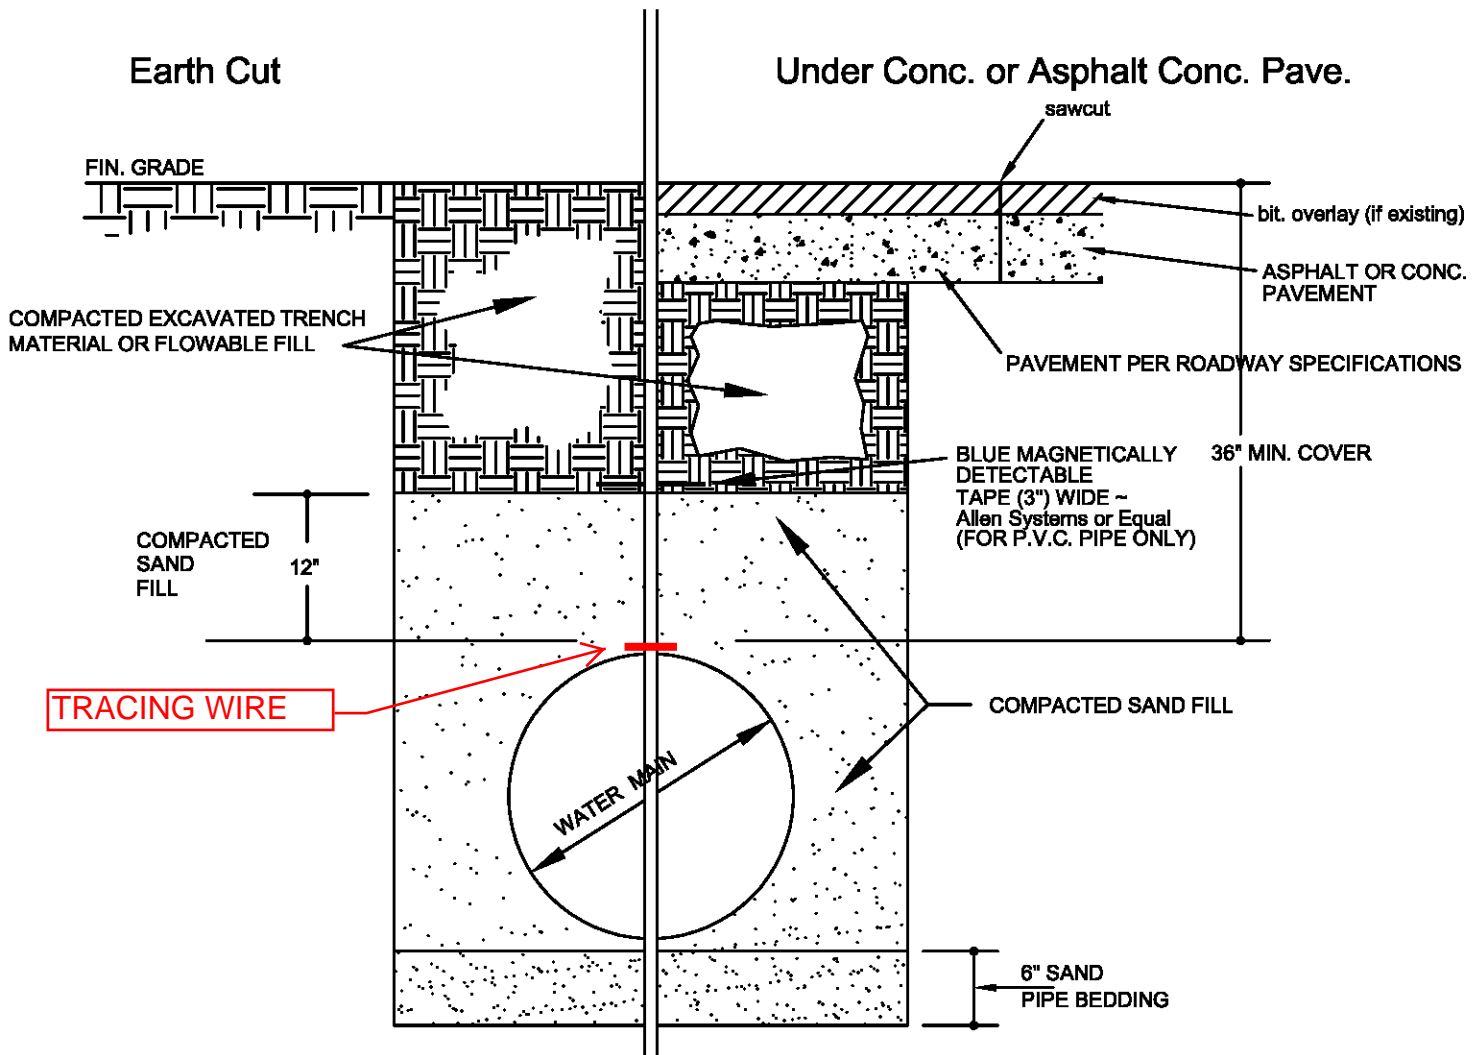 Earth Cut
Under Conc. or Asphalt Conc. Pave.
sawcut
FIN. GRADE
bit. overlay (if existing)
ASPHALT OR CONC.
PAVEMENT
COMPACTED EXCAVATED TRENCH
MATERIAL OR FLOWABLE FILL
PAVEMENT PER ROADWAY SPECIFICATIONS
36" MIN. COVER
BLUE MAGNETICALLY
DETECTABLE
TAPE (3") WIDE ~
Allen Systems or Equal
(FOR P.V.C. PIPE ONLY)
COMPACTED
SAND
FILL
12"
TRACING WIRE
COMPACTED SAND FILL
WATER MAIN
6" SAND
PIPE BEDDING